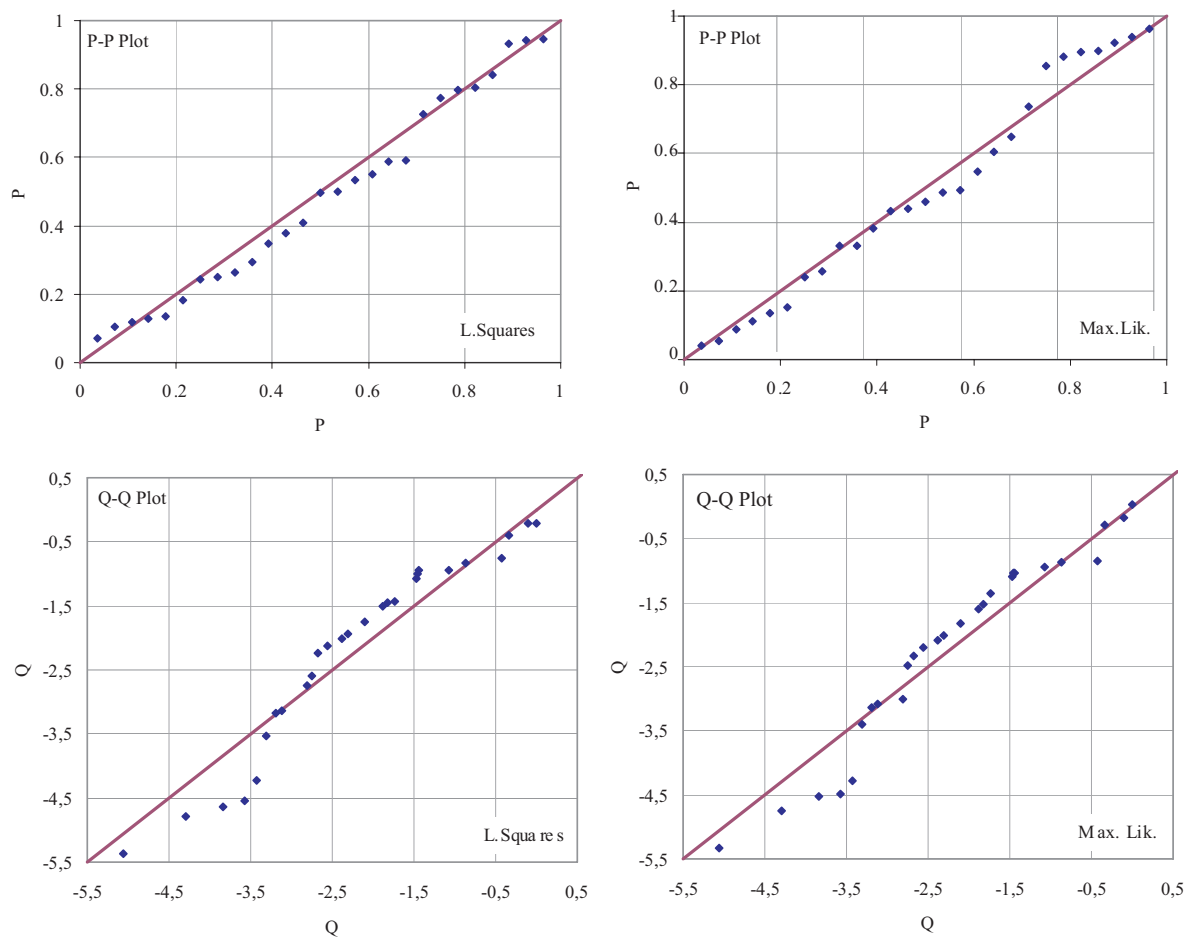 P-P Plot
1
0.8
0.6
0.4
0.2
0
P
L.Squares
0 0.2 0.4 0.6 0.8 1
P
P-P Plot
1
0.8
0.6
0.4
0.2
0
P
Max.Lik.
0 0.2 0.4 0.6 0.8 1
P
Q-Q Plot
0,5
-0,5
-1,5
-2,5
-3,5
-4,5
-5,5
Q
L.Squares
-5,5 -4,5 -3,5 -2,5 -1,5 -0,5 0,5
Q
Q-Q Plot
0,5
-0,5
-1,5
-2,5
-3,5
-4,5
-5,5
Q
Max. Lik.
-5,5 -4,5 -3,5 -2,5 -1,5 -0,5 0,5
Q